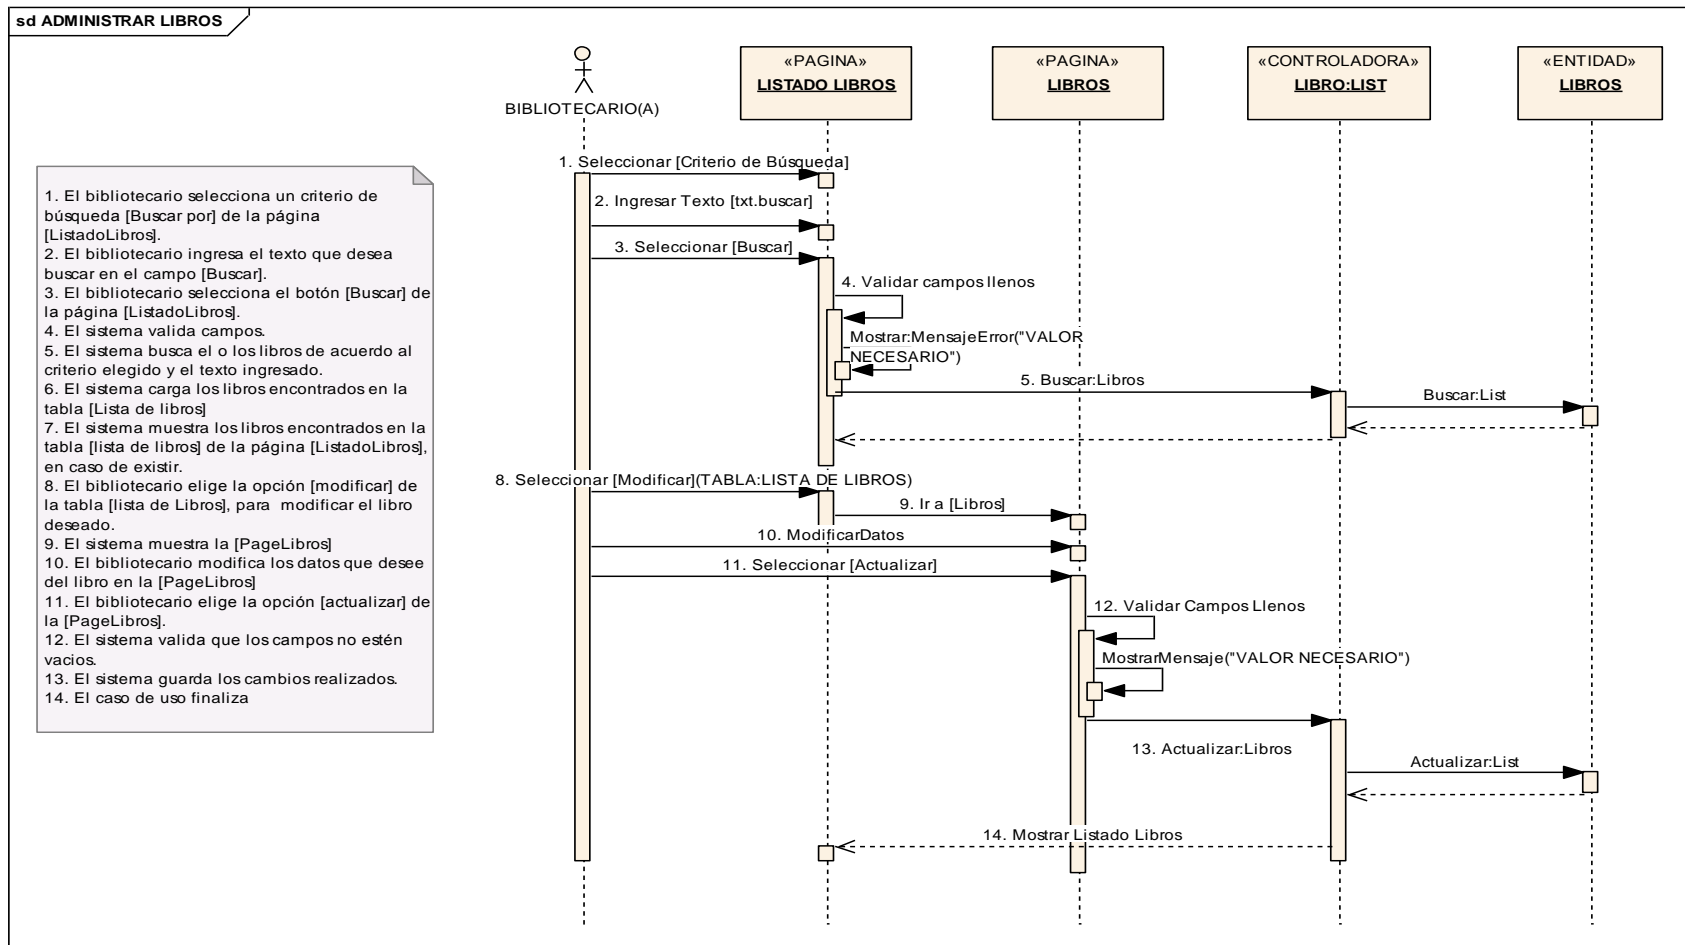 sd ADMINISTRAR LIBROS
BIBLIOTECARIO(A)
«PAGINA»
LISTADO LIBROS
«PAGINA»
LIBROS
«CONTROLADORA»
LIBRO:LIST
«ENTIDAD»
LIBROS
1. El bibliotecario selecciona un criterio de
búsqueda [Buscar por] de la página
[ListadoLibros].
2. El bibliotecario ingresa el texto que desea
buscar en el campo [Buscar].
3. El bibliotecario selecciona el botón [Buscar] de
la página [ListadoLibros].
4. El sistema valida campos.
5. El sistema busca el o los libros de acuerdo al
criterio elegido y el texto ingresado.
6. El sistema carga los libros encontrados en la
tabla [Lista de libros]
7. El sistema muestra los libros encontrados en la
tabla [lista de libros] de la página [ListadoLibros],
en caso de existir.
8. El bibliotecario elige la opción [modificar] de
la tabla [lista de Libros], para modificar el libro
deseado.
9. El sistema muestra la [PageLibros]
10. El bibliotecario modifica los datos que desee
del libro en la [PageLibros]
11. El bibliotecario elige la opción [actualizar] de
la [PageLibros].
12. El sistema valida que los campos no estén
vacios.
13. El sistema guarda los cambios realizados.
14. El caso de uso finaliza
1. Seleccionar [Criterio de Búsqueda]
2. Ingresar Texto [txt.buscar]
3. Seleccionar [Buscar]
4. Validar campos llenos
Mostrar:MensajeError("VALOR
NECESARIO")
5. Buscar:Libros
Buscar:List
8. Seleccionar [Modificar](TABLA:LISTA DE LIBROS)
9. Ir a [Libros]
10. ModificarDatos
11. Seleccionar [Actualizar]
12. Validar Campos Llenos
MostrarMensaje("VALOR NECESARIO")
13. Actualizar:Libros
Actualizar:List
14. Mostrar Listado Libros